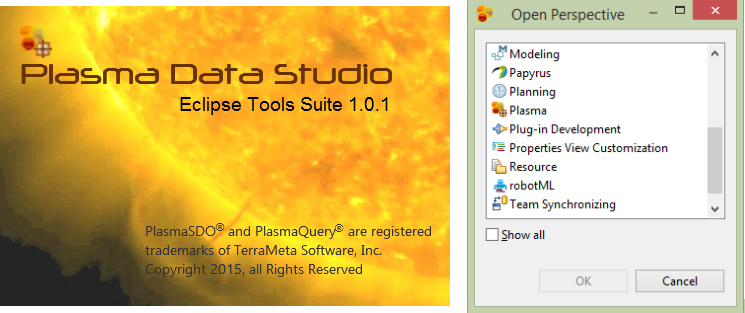 Plasma Data Studio
Eclipse Tools Suite 1.0.1
PlasmaSDO® and PlasmaQuery® are registered
trademarks of TerraMeta Software, Inc.
Copyright 2015, all Rights Reserved
Open Perspective
Modeling
Papyrus
Planning
Plasma
Plug-in Development
Properties View Customization
Resource
robotML
Team Synchronizing
Show all
OK
Cancel